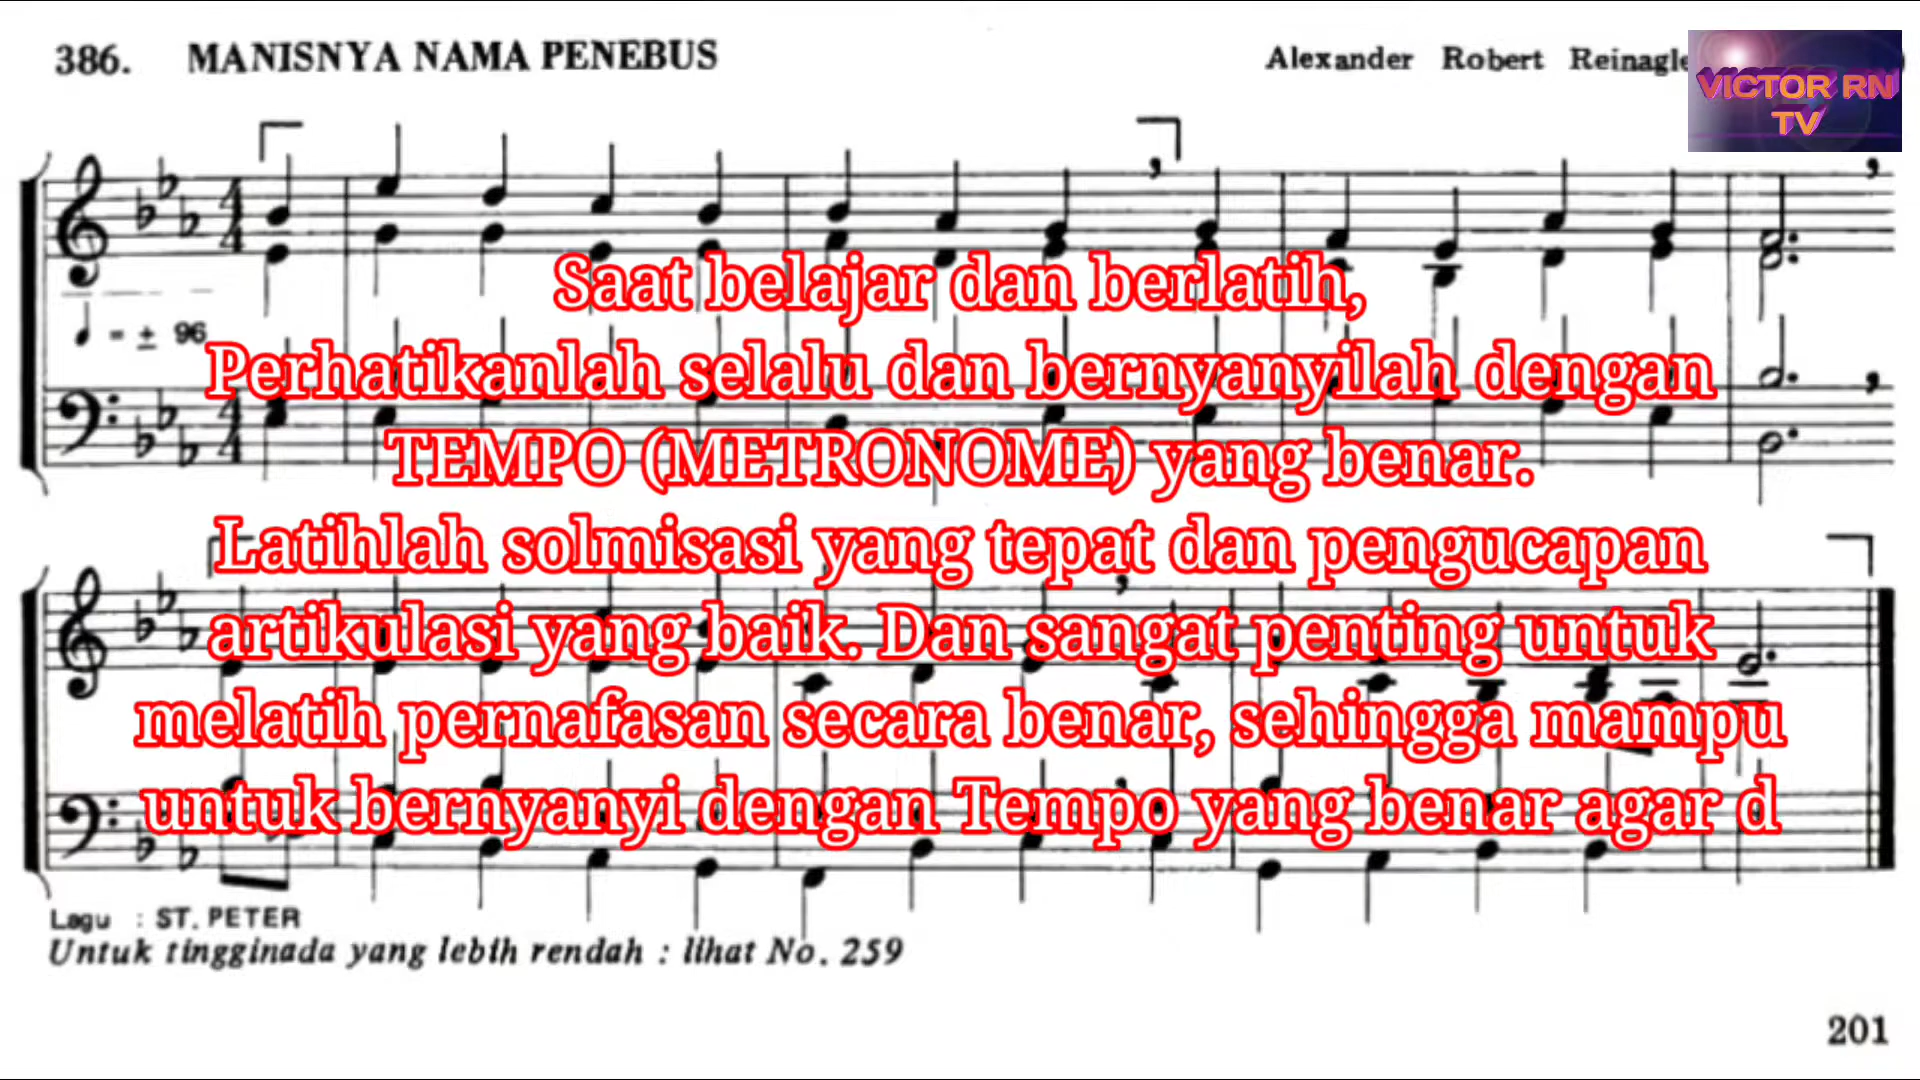 386. MANISNYA NAMA PENEBUS
Alexander Robert Reinagle
VICTOR RN
TV
♩ = ± 96
Saat belajar dan berlatih,
Perhatikanlah selalu dan bernyanyilah dengan
TEMPO (METRONOME) yang benar.
Latihlah solmisasi yang tepat dan pengucapan
artikulasi yang baik. Dan sangat penting untuk
melatih pernafasan secara benar, sehingga mampu
untuk bernyanyi dengan Tempo yang benar agar d
Lagu : ST. PETER
Untuk tingginada yang lebih rendah : lihat No. 259
201